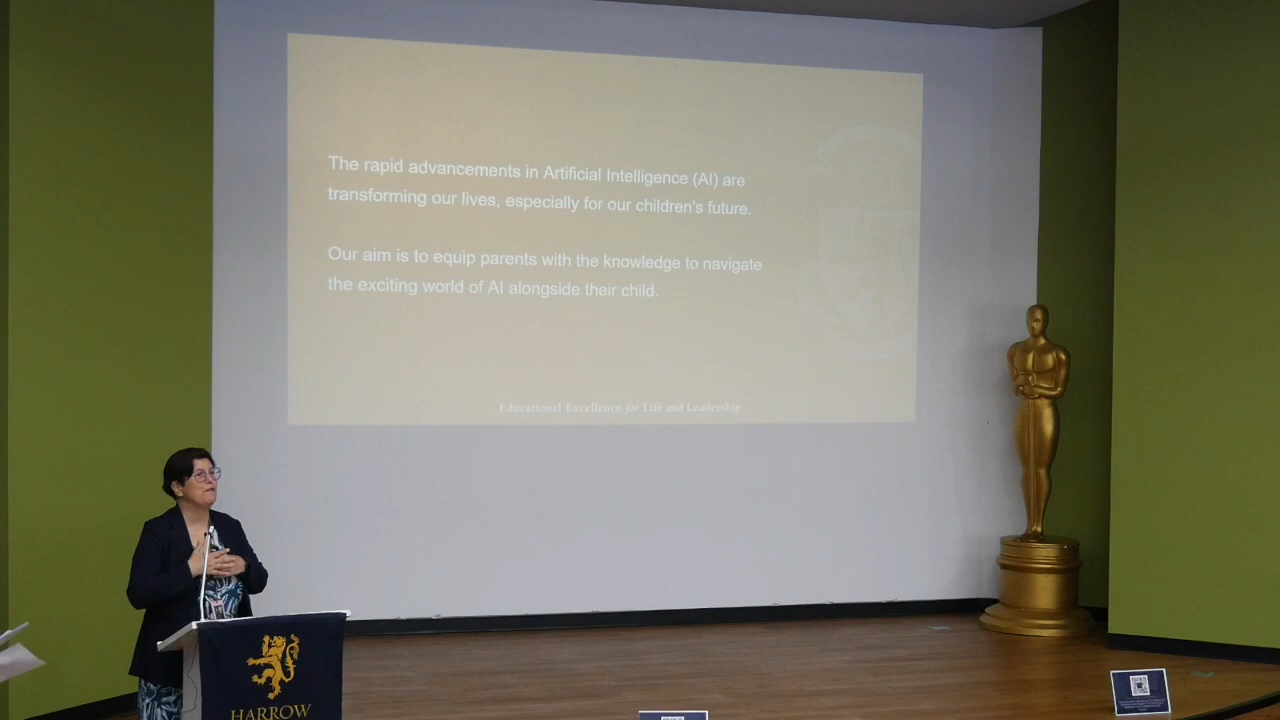 The rapid advancements in Artificial Intelligence (AI) are
transforming our lives, especially for our children's future.
Our aim is to equip parents with the knowledge to navigate
the exciting world of AI alongside their child.
Educational Excellence for Life and Leadership
HARROW